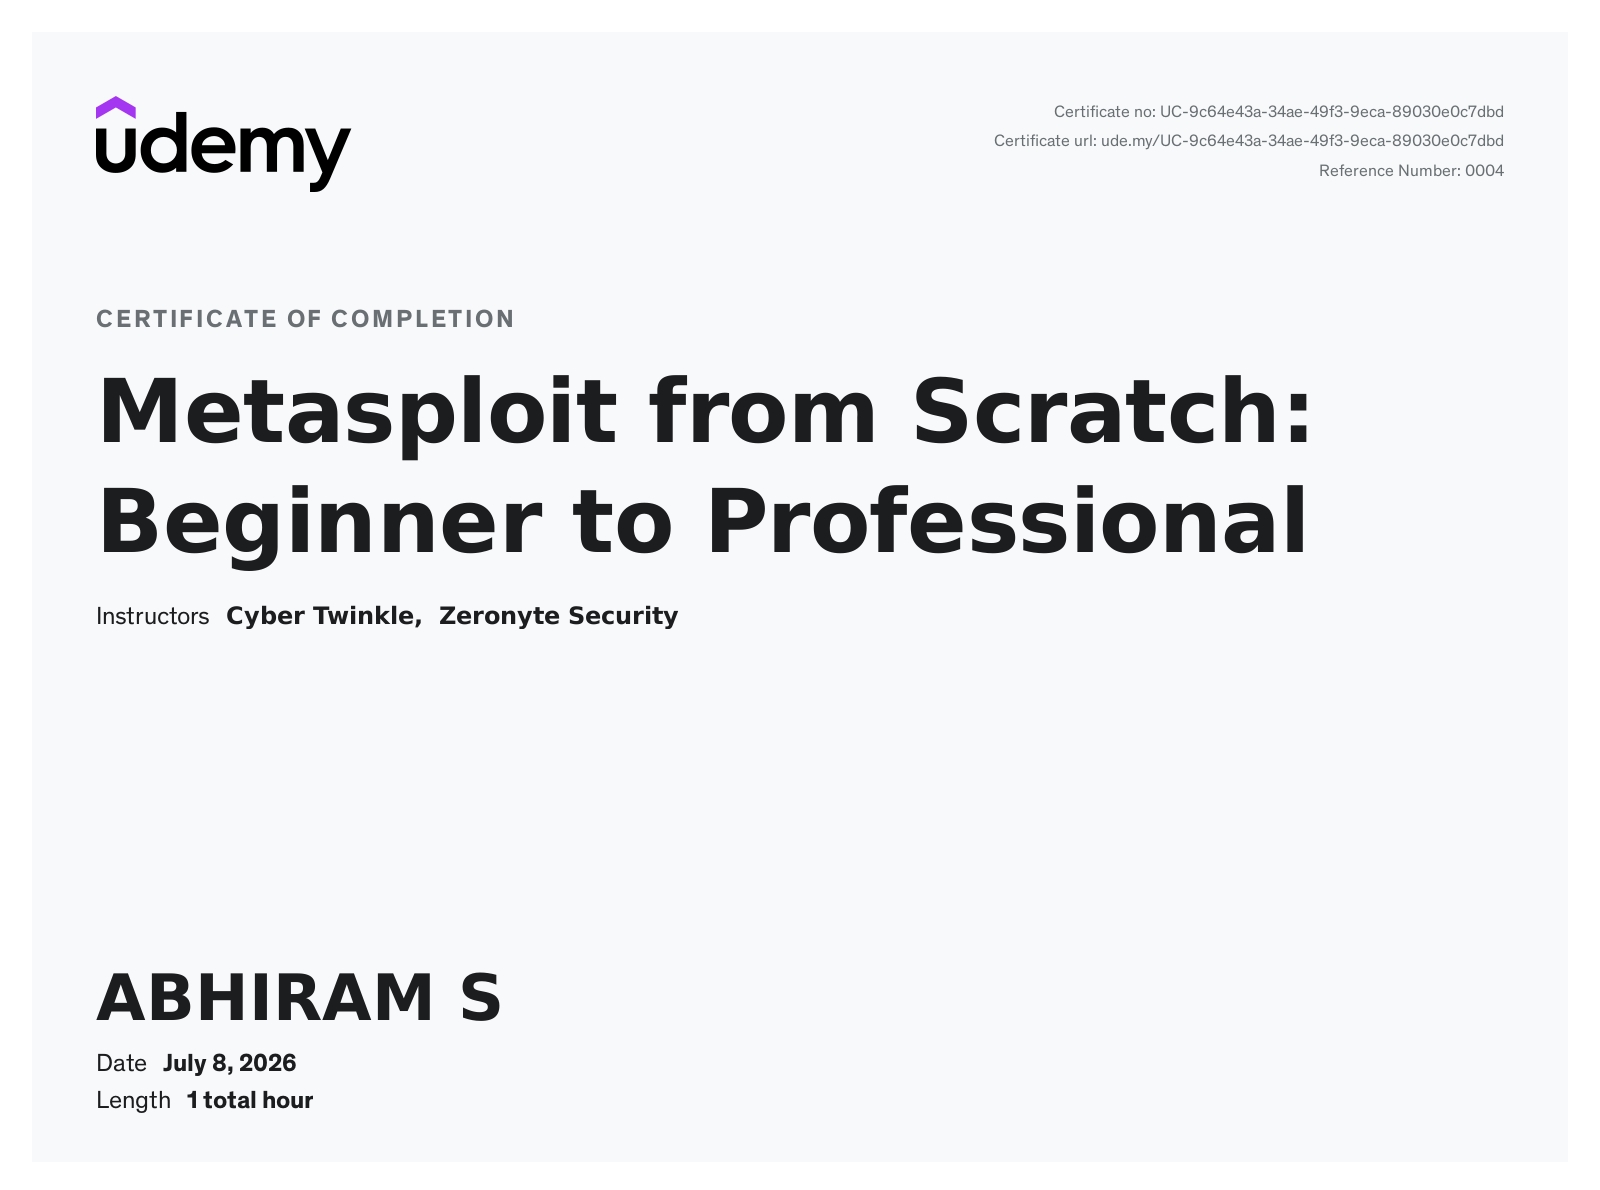 udemy
Certificate no: UC-9c64e43a-34ae-49f3-9eca-89030e0c7dbd
Certificate url: ude.my/UC-9c64e43a-34ae-49f3-9eca-89030e0c7dbd
Reference Number: 0004
CERTIFICATE OF COMPLETION
Metasploit from Scratch:
Beginner to Professional
Instructors Cyber Twinkle, Zeronyte Security
ABHIRAM S
Date July 8, 2026
Length 1 total hour